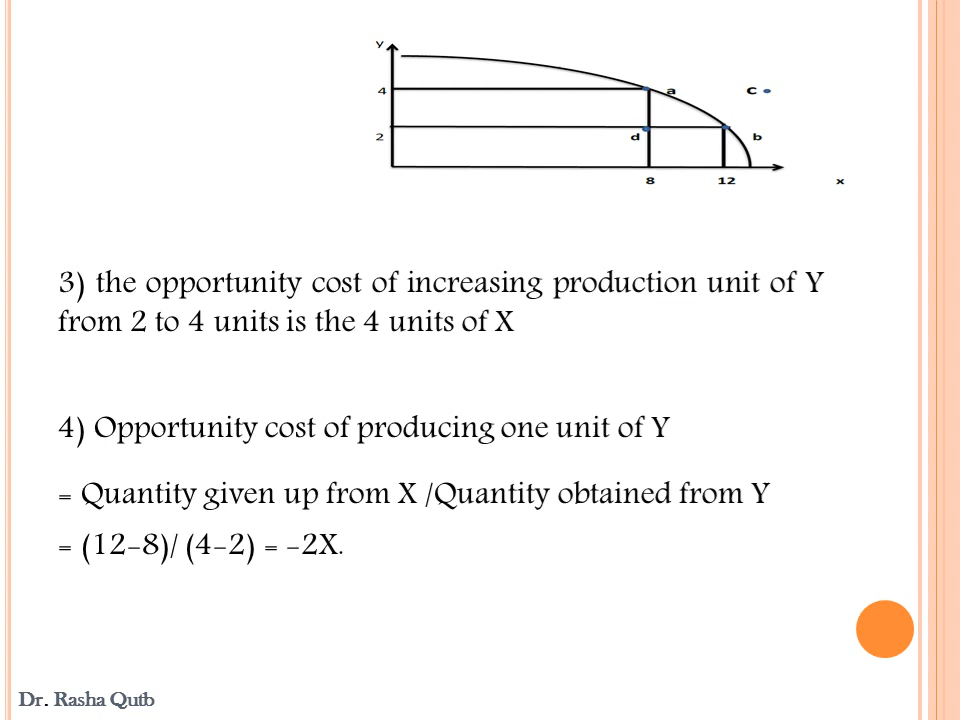 Y
4
a
c
2
d
b
8
12
x
3) the opportunity cost of increasing production unit of Y
from 2 to 4 units is the 4 units of X
4) Opportunity cost of producing one unit of Y
= Quantity given up from X /Quantity obtained from Y
= (12-8)/ (4-2) = -2X.
Dr. Rasha Qutb